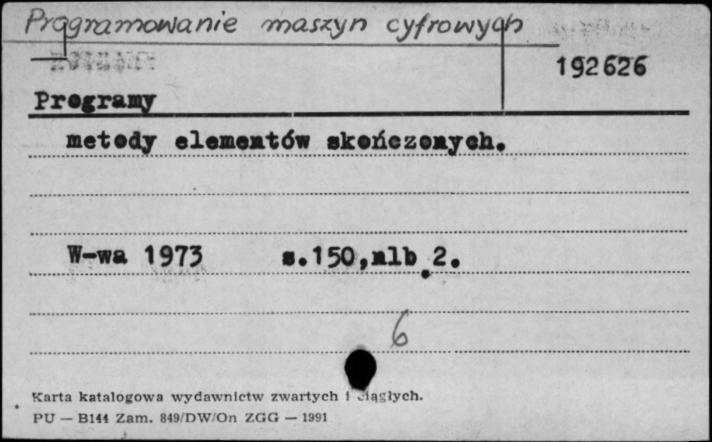 Programowanie maszyn cyfrowych
192626
Programy
metody elementów skończonych.
W-wa 1973 s.150,nlb 2.
6
Karta katalogowa wydawnictw zwartych i ciągłych.
PU — B144 Zam. 849/DW/On ZGG — 1991